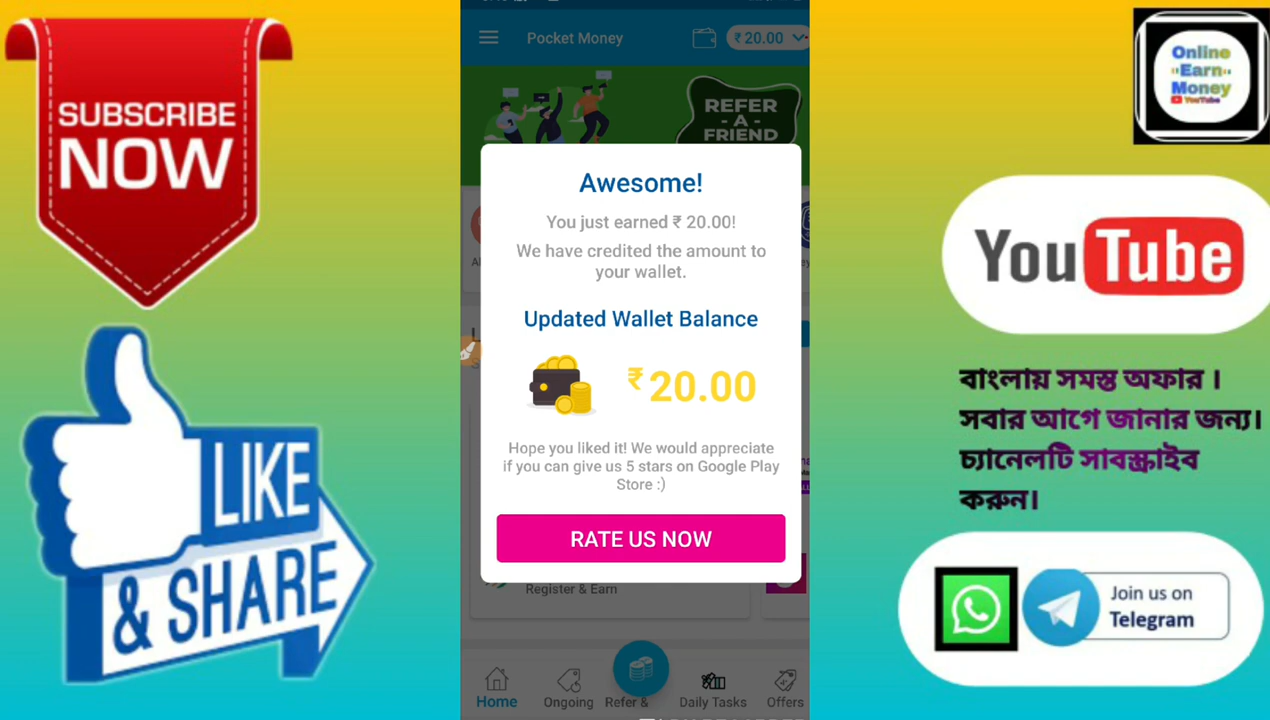 SUBSCRIBE
NOW
LIKE
& SHARE
Pocket Money
₹ 20.00
REFER
- A -
FRIEND
Awesome!
You just earned ₹ 20.00!
We have credited the amount to
your wallet.
Updated Wallet Balance
₹ 20.00
Hope you liked it! We would appreciate
if you can give us 5 stars on Google Play
Store :)
RATE US NOW
Register & Earn
Home
Ongoing
Refer &
Daily Tasks
Offers
Online
Earn
Money
YouTube
YouTube
বাংলায় সমস্ত অফার ।
সবার আগে জানার জন্য।
চ্যানেলটি সাবস্ক্রাইব
করুন।
Join us on
Telegram